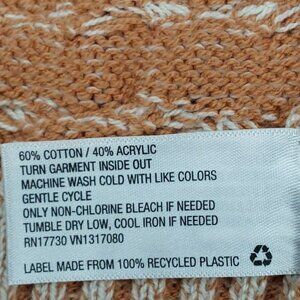 60% COTTON / 40% ACRYLIC
TURN GARMENT INSIDE OUT
MACHINE WASH COLD WITH LIKE COLORS
GENTLE CYCLE
ONLY NON-CHLORINE BLEACH IF NEEDED
TUMBLE DRY LOW, COOL IRON IF NEEDED
RN17730 VN1317080
LABEL MADE FROM 100% RECYCLED PLASTIC